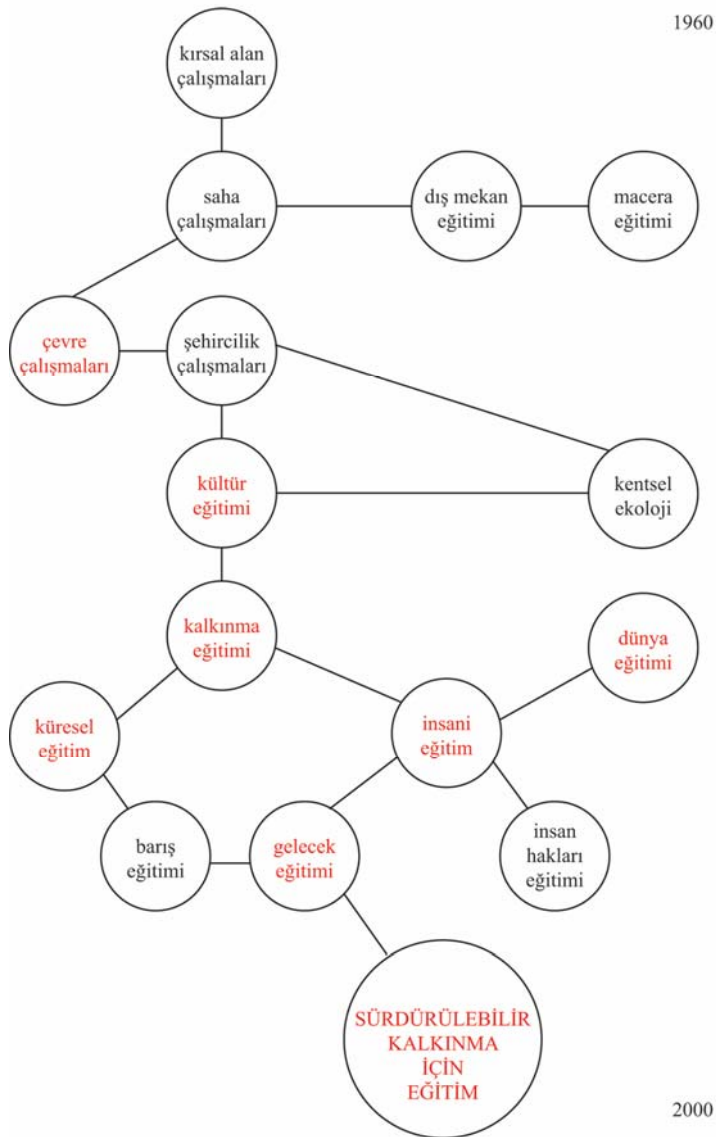 1960
kırsal alan
çalışmaları
saha
çalışmaları
dış mekan
eğitimi
macera
eğitimi
çevre
çalışmaları
şehircilik
çalışmaları
kültür
eğitimi
kentsel
ekoloji
kalkınma
eğitimi
dünya
eğitimi
küresel
eğitim
insani
eğitim
barış
eğitimi
gelecek
eğitimi
insan
hakları
eğitimi
SÜRDÜRÜLEBİLİR
KALKINMA
İÇİN
EĞİTİM
2000